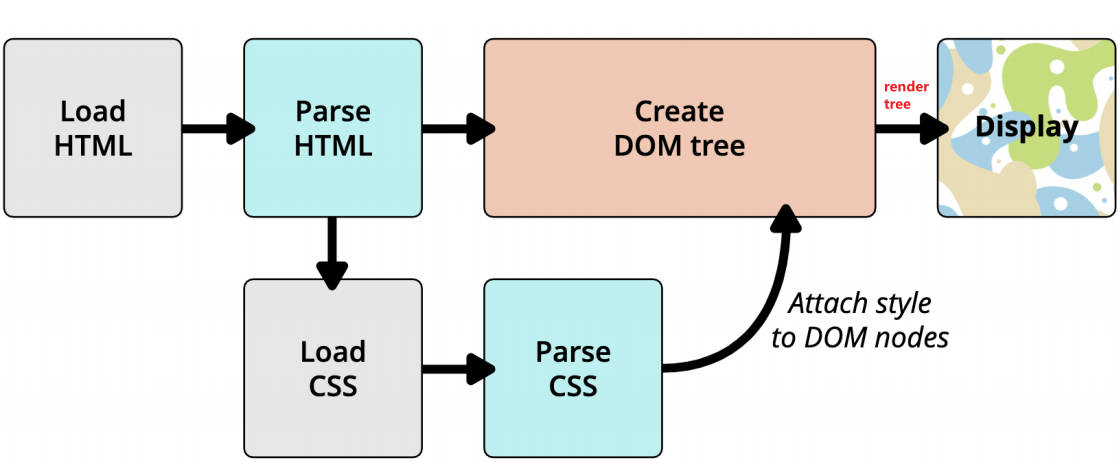 Load
HTML
Parse
HTML
Create
DOM tree
render
tree
Display
Load
CSS
Parse
CSS
Attach style
to DOM nodes